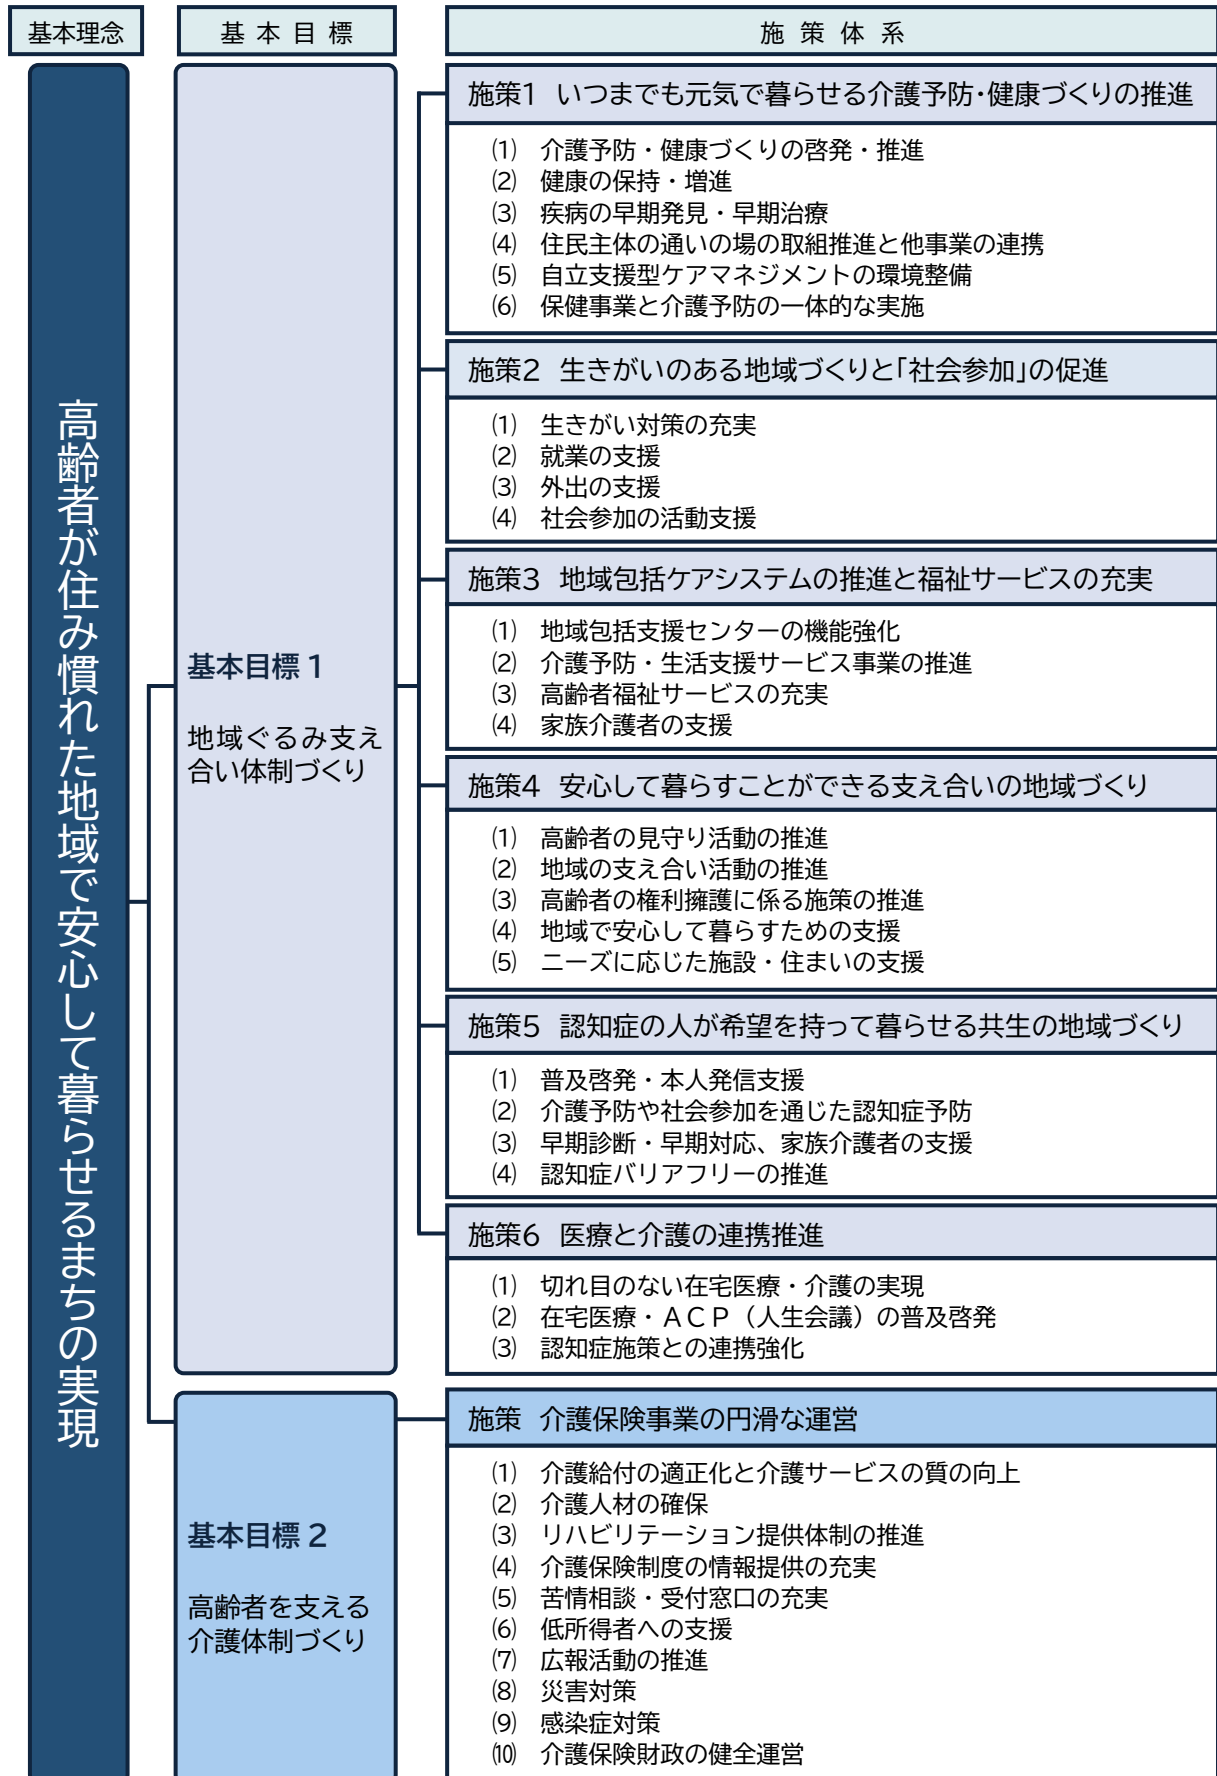 基本理念
基本目標
施策体系
高齢者が住み慣れた地域で安心して暮らせるまちの実現
基本目標1
地域ぐるみ支え
合い体制づくり
施策1 いつまでも元気で暮らせる介護予防・健康づくりの推進
⑴ 介護予防・健康づくりの啓発・推進
⑵ 健康の保持・増進
⑶ 疾病の早期発見・早期治療
⑷ 住民主体の通いの場の取組推進と他事業の連携
⑸ 自立支援型ケアマネジメントの環境整備
⑹ 保健事業と介護予防の一体的な実施
施策2 生きがいのある地域づくりと「社会参加」の促進
⑴ 生きがい対策の充実
⑵ 就業の支援
⑶ 外出の支援
⑷ 社会参加の活動支援
施策3 地域包括ケアシステムの推進と福祉サービスの充実
⑴ 地域包括支援センターの機能強化
⑵ 介護予防・生活支援サービス事業の推進
⑶ 高齢者福祉サービスの充実
⑷ 家族介護者の支援
施策4 安心して暮らすことができる支え合いの地域づくり
⑴ 高齢者の見守り活動の推進
⑵ 地域の支え合い活動の推進
⑶ 高齢者の権利擁護に係る施策の推進
⑷ 地域で安心して暮らすための支援
⑸ ニーズに応じた施設・住まいの支援
施策5 認知症の人が希望を持って暮らせる共生の地域づくり
⑴ 普及啓発・本人発信支援
⑵ 介護予防や社会参加を通じた認知症予防
⑶ 早期診断・早期対応、家族介護者の支援
⑷ 認知症バリアフリーの推進
施策6 医療と介護の連携推進
⑴ 切れ目のない在宅医療・介護の実現
⑵ 在宅医療・ＡＣＰ（人生会議）の普及啓発
⑶ 認知症施策との連携強化
基本目標2
高齢者を支える
介護体制づくり
施策 介護保険事業の円滑な運営
⑴ 介護給付の適正化と介護サービスの質の向上
⑵ 介護人材の確保
⑶ リハビリテーション提供体制の推進
⑷ 介護保険制度の情報提供の充実
⑸ 苦情相談・受付窓口の充実
⑹ 低所得者への支援
⑺ 広報活動の推進
⑻ 災害対策
⑼ 感染症対策
⑽ 介護保険財政の健全運営